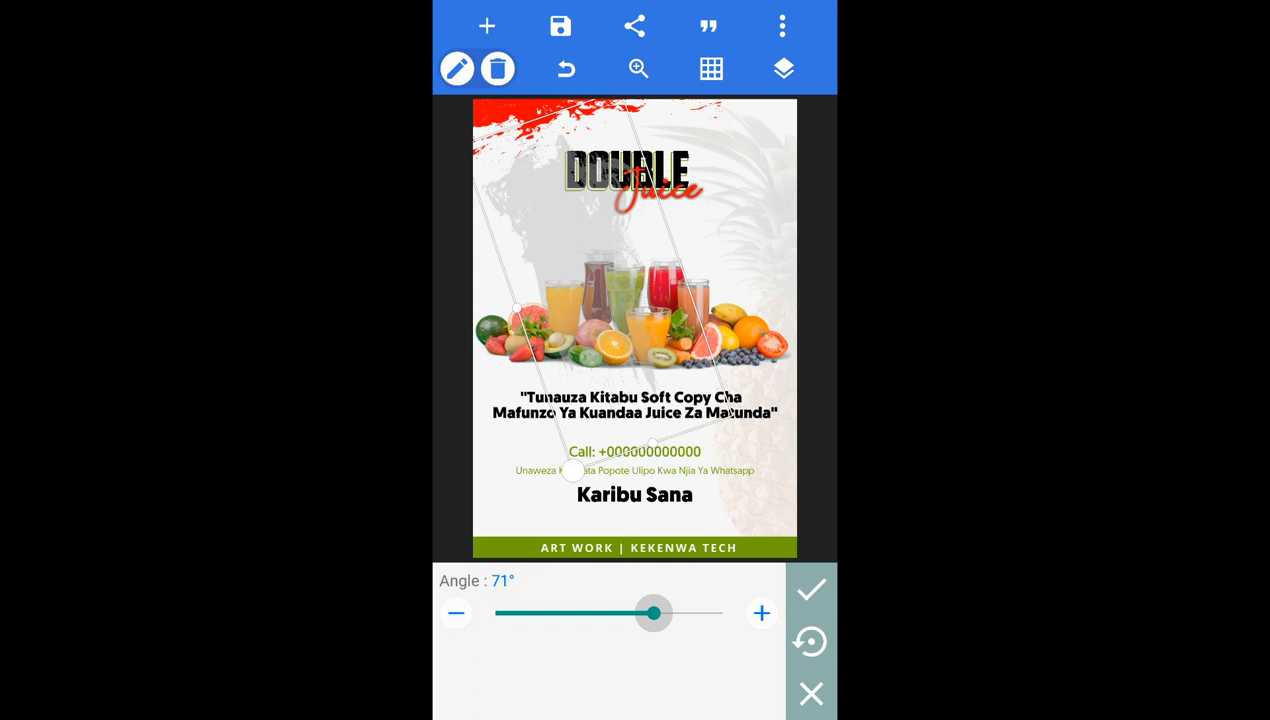 DOUBLE
Juice
"Tunauza Kitabu Soft Copy Cha
Mafunzo Ya Kuandaa Juice Za Matunda"
Call: +000000000000
Unaweza Kupata Popote Ulipo Kwa Njia Ya Whatsapp
Karibu Sana
ART WORK | KEKENWA TECH
Angle : 71°